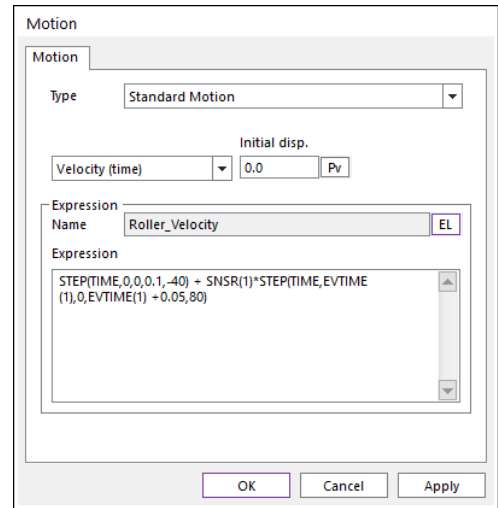 Motion
Motion
Type Standard Motion
Initial disp.
Velocity (time) 0.0 Pv
Expression
Name Roller_Velocity EL
Expression
STEP(TIME,0,0,0.1,-40) + SNSR(1)*STEP(TIME,EVTIME
(1),0,EVTIME(1) +0.05,80)
OK Cancel Apply